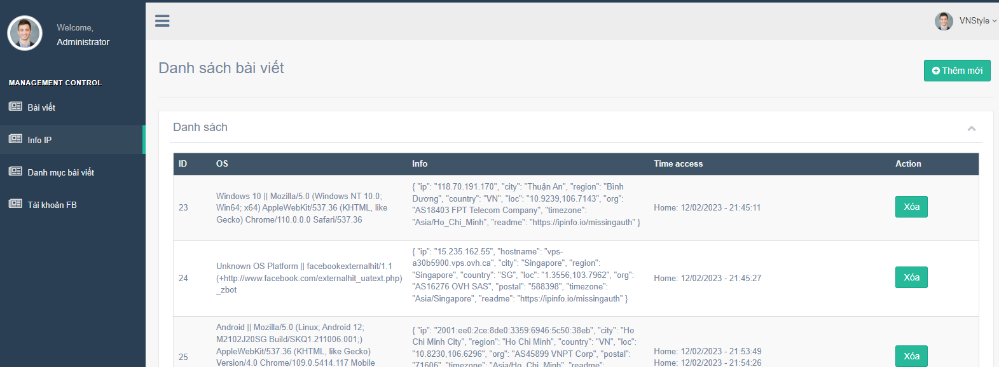 Welcome,
Administrator
VNStyle
MANAGEMENT CONTROL
Bài viết
Info IP
Danh mục bài viết
Tài khoản FB
Danh sách bài viết
Thêm mới
Danh sách
ID OS Info Time access Action
23
Windows 10 || Mozilla/5.0 (Windows NT 10.0;
Win64; x64) AppleWebKit/537.36 (KHTML, like
Gecko) Chrome/110.0.0.0 Safari/537.36
{ "ip": "118.70.191.170", "city": "Thuận An", "region": "Bình
Dương", "country": "VN", "loc": "10.9239,106.7143", "org":
"AS18403 FPT Telecom Company", "timezone":
"Asia/Ho_Chi_Minh", "readme": "https://ipinfo.io/missingauth" }
Home: 12/02/2023 - 21:45:11
Xóa
24
Unknown OS Platform || facebookexternalhit/1.1
(+http://www.facebook.com/externalhit_uatext.php)
_zbot
{ "ip": "15.235.162.55", "hostname": "vps-
a30b5900.vps.ovh.ca", "city": "Singapore", "region":
"Singapore", "country": "SG", "loc": "1.3556,103.7962", "org":
"AS16276 OVH SAS", "postal": "588398", "timezone":
"Asia/Singapore", "readme": "https://ipinfo.io/missingauth" }
Home: 12/02/2023 - 21:45:27
Xóa
25
Android || Mozilla/5.0 (Linux; Android 12;
M2102J20SG Build/SKQ1.211006.001;)
AppleWebKit/537.36 (KHTML, like Gecko)
Version/4.0 Chrome/109.0.5414.117 Mobile
{ "ip": "2001:ee0:2ce:8de0:3359:6946:5c50:38eb", "city": "Ho
Chi Minh City", "region": "Ho Chi Minh", "country": "VN", "loc":
"10.8230,106.6296", "org": "AS45899 VNPT Corp", "postal":
"71606", "timezone": "Asia/Ho_Chi_Minh", "readme":
Home: 12/02/2023 - 21:53:49
Home: 12/02/2023 - 21:54:26
Xóa